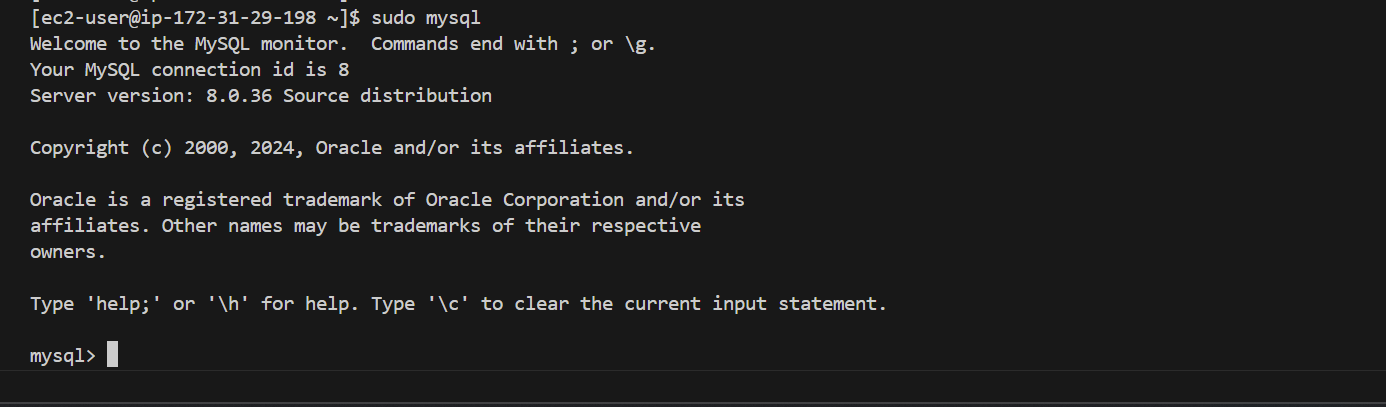 [ec2-user@ip-172-31-29-198 ~]$ sudo mysql
Welcome to the MySQL monitor.  Commands end with ; or \g.
Your MySQL connection id is 8
Server version: 8.0.36 Source distribution
Copyright (c) 2000, 2024, Oracle and/or its affiliates.
Oracle is a registered trademark of Oracle Corporation and/or its
affiliates. Other names may be trademarks of their respective
owners.
Type 'help;' or '\h' for help. Type '\c' to clear the current input statement.
mysql>